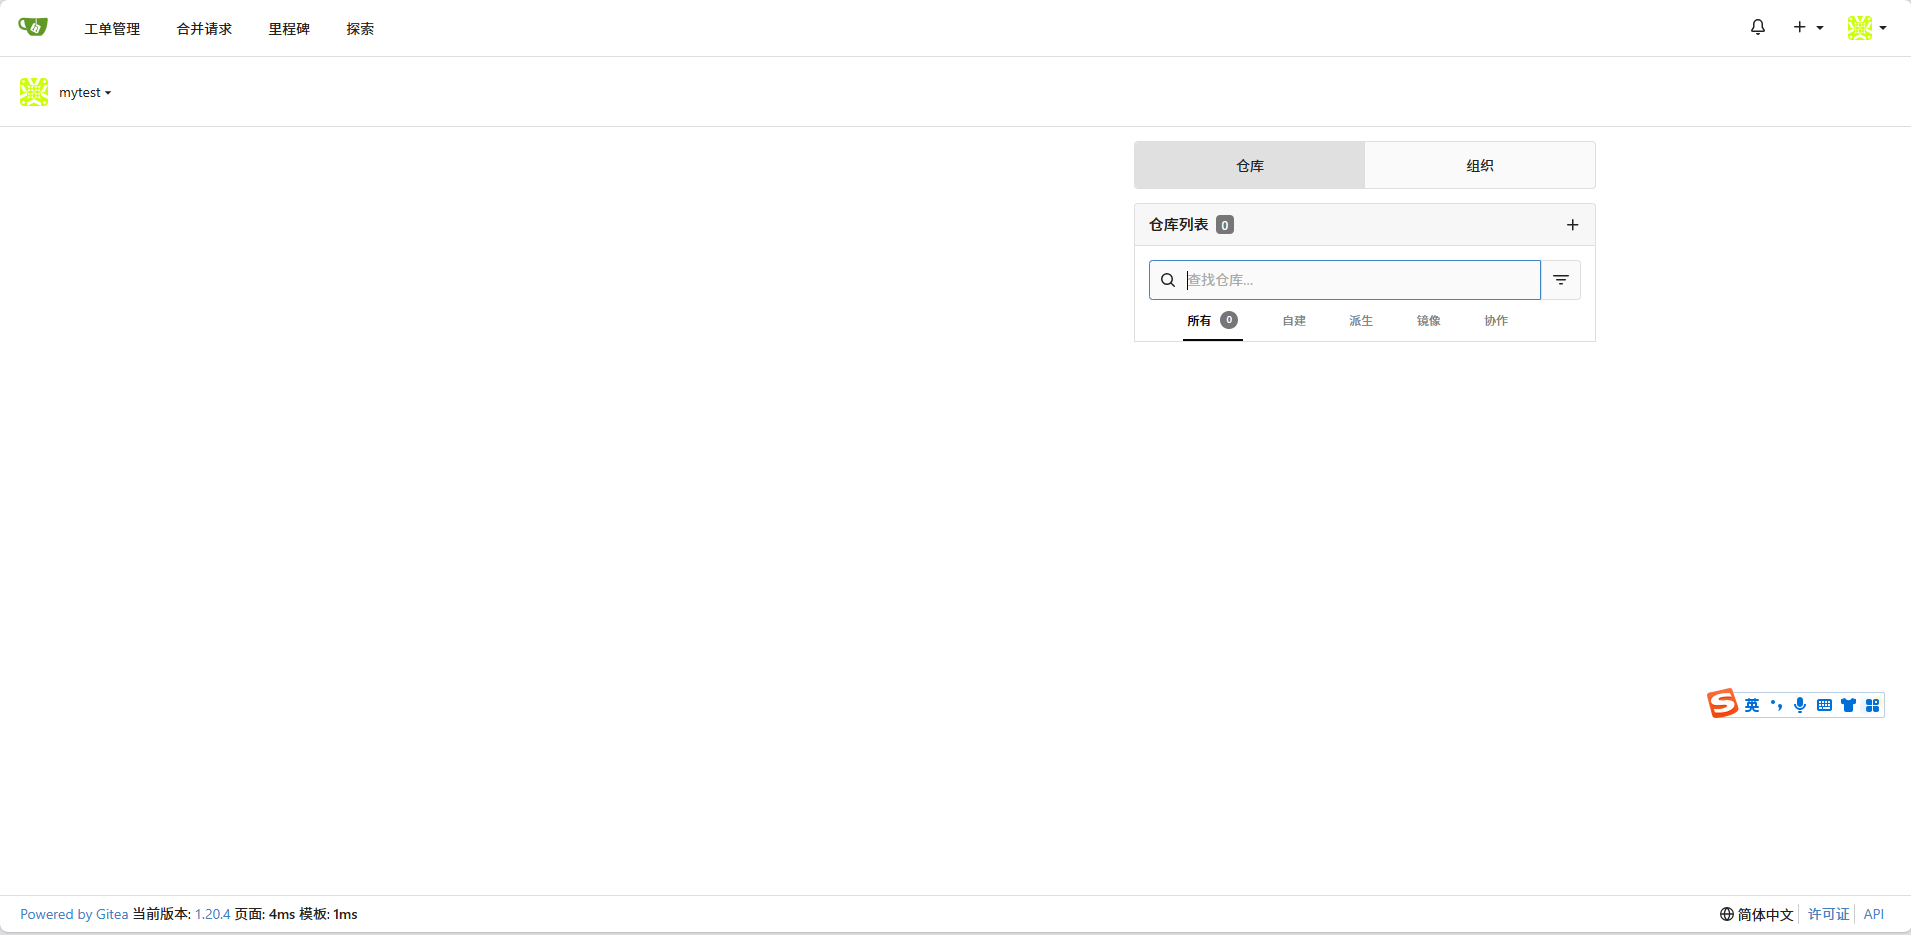 工单管理 合并请求 里程碑 探索
mytest
仓库 组织
仓库列表 0
查找仓库...
所有 0 自建 派生 镜像 协作
英
Powered by Gitea 当前版本: 1.20.4 页面: 4ms 模板: 1ms 简体中文 许可证 API